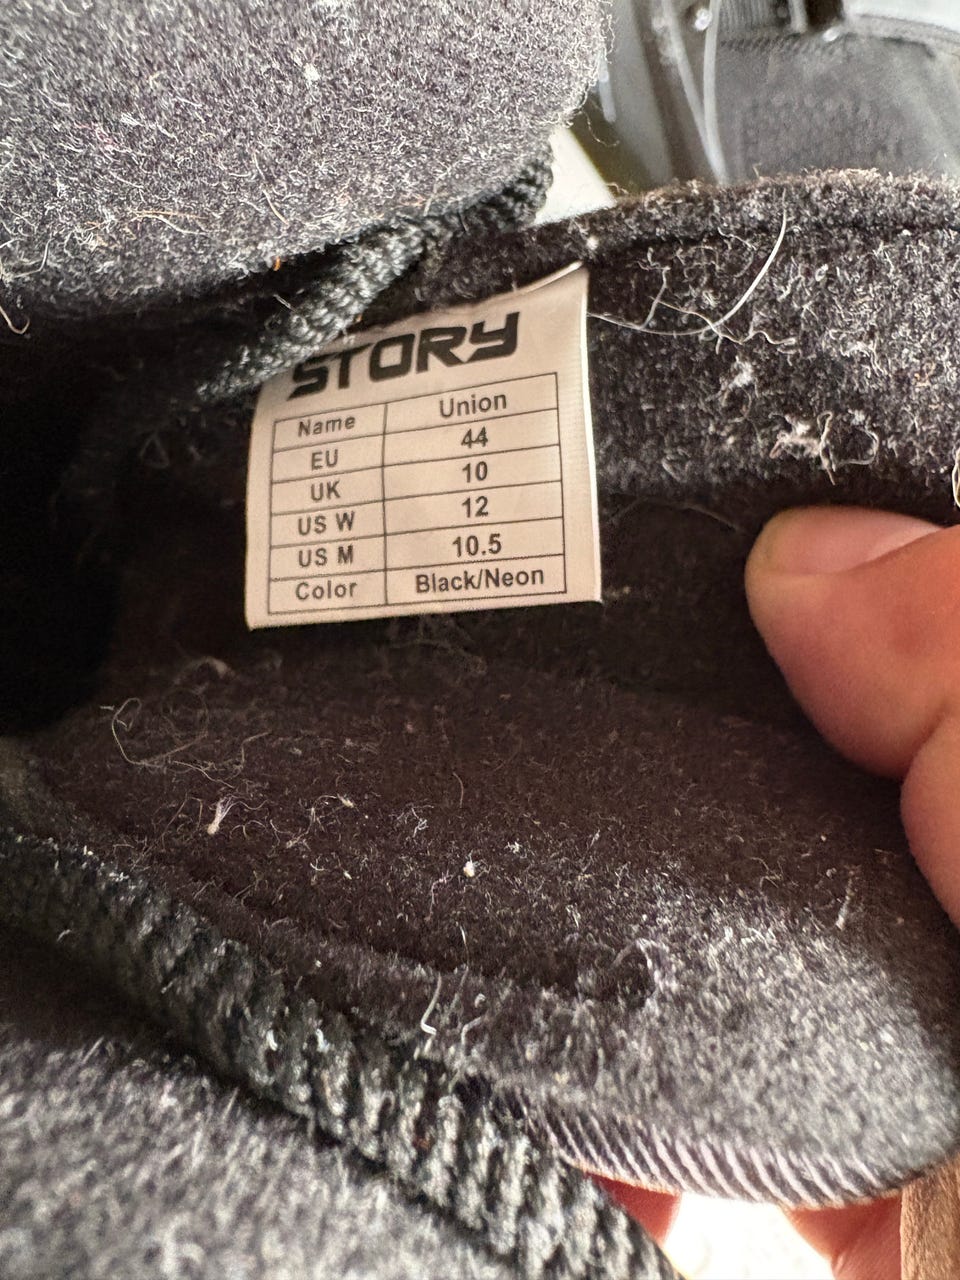 STORY
Name Union
EU 44
UK 10
US W 12
US M 10.5
Color Black/Neon